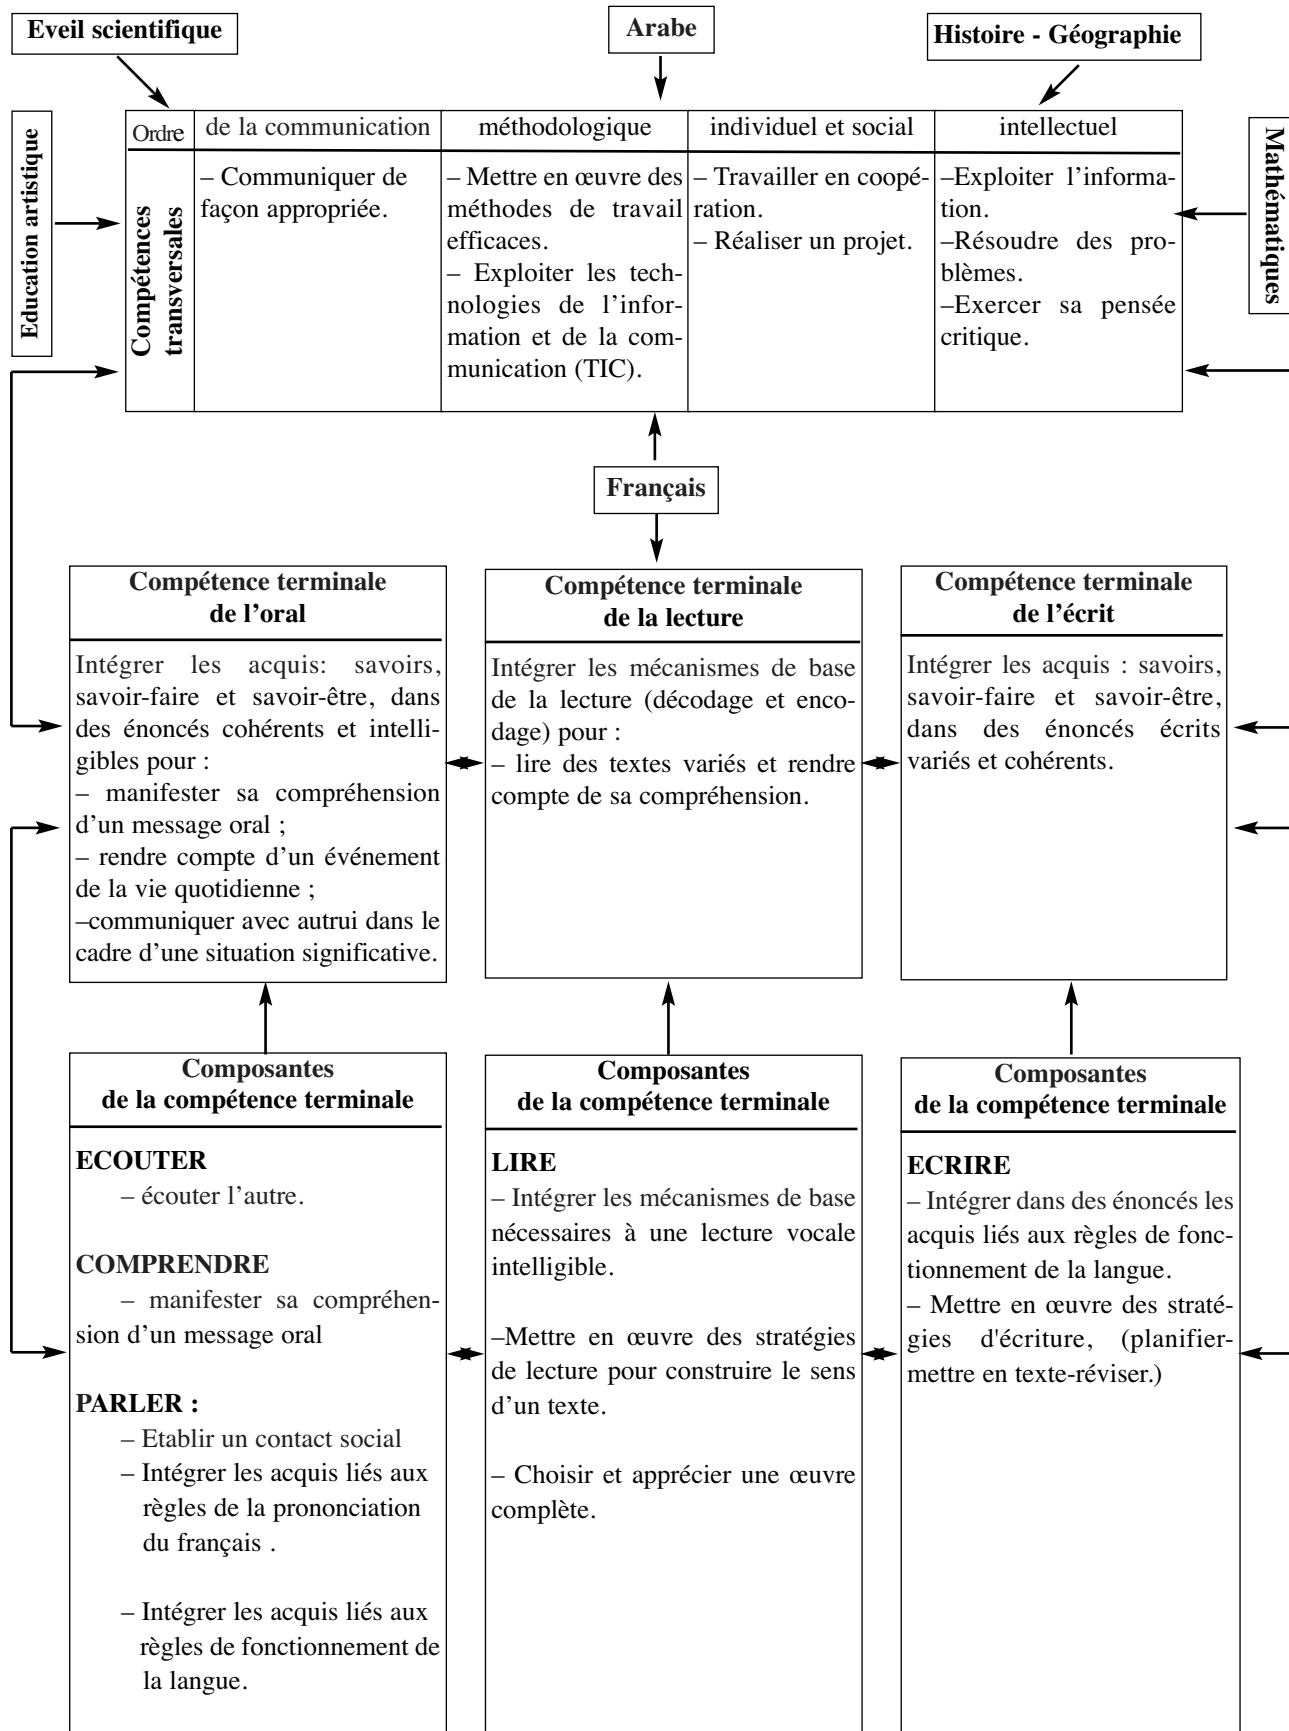 Eveil scientifique
Arabe
Histoire - Géographie
Education artistique
Mathématiques
Ordre
de la communication
méthodologique
individuel et social
intellectuel
Compétences
transversales
– Communiquer de
façon appropriée.
– Mettre en œuvre des
méthodes de travail
efficaces.
– Exploiter les tech-
nologies de l’infor-
mation et de la com-
munication (TIC).
– Travailler en coopé-
ration.
– Réaliser un projet.
–Exploiter l’informa-
tion.
–Résoudre des pro-
blèmes.
–Exercer sa pensée
critique.
Français
Compétence terminale
de l’oral
Intégrer les acquis: savoirs,
savoir-faire et savoir-être, dans
des énoncés cohérents et intelli-
gibles pour :
– manifester sa compréhension
d’un message oral ;
– rendre compte d’un événement
de la vie quotidienne ;
–communiquer avec autrui dans le
cadre d’une situation significative.
Compétence terminale
de la lecture
Intégrer les mécanismes de base
de la lecture (décodage et enco-
dage) pour :
– lire des textes variés et rendre
compte de sa compréhension.
Compétence terminale
de l’écrit
Intégrer les acquis : savoirs,
savoir-faire et savoir-être,
dans des énoncés écrits
variés et cohérents.
Composantes
de la compétence terminale
ECOUTER
– écouter l’autre.
COMPRENDRE
– manifester sa compréhen-
sion d’un message oral
PARLER :
– Etablir un contact social
– Intégrer les acquis liés aux
règles de la prononciation
du français .
– Intégrer les acquis liés aux
règles de fonctionnement de
la langue.
Composantes
de la compétence terminale
LIRE
– Intégrer les mécanismes de base
nécessaires à une lecture vocale
intelligible.
–Mettre en œuvre des stratégies
de lecture pour construire le sens
d’un texte.
– Choisir et apprécier une œuvre
complète.
Composantes
de la compétence terminale
ECRIRE
– Intégrer dans des énoncés les
acquis liés aux règles de fonc-
tionnement de la langue.
– Mettre en œuvre des straté-
gies d'écriture, (planifier-
mettre en texte-réviser.)